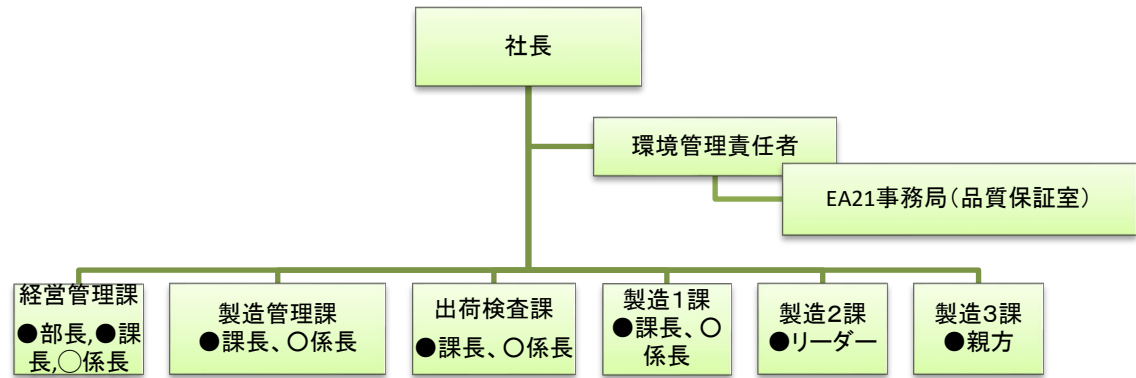 社長
環境管理責任者
EA21事務局(品質保証室)
経営管理課
●部長,●課
長,◯係長
製造管理課
●課長、○係長
出荷検査課
●課長、○係長
製造1課
●課長、○
係長
製造2課
●リーダー
製造3課
●親方